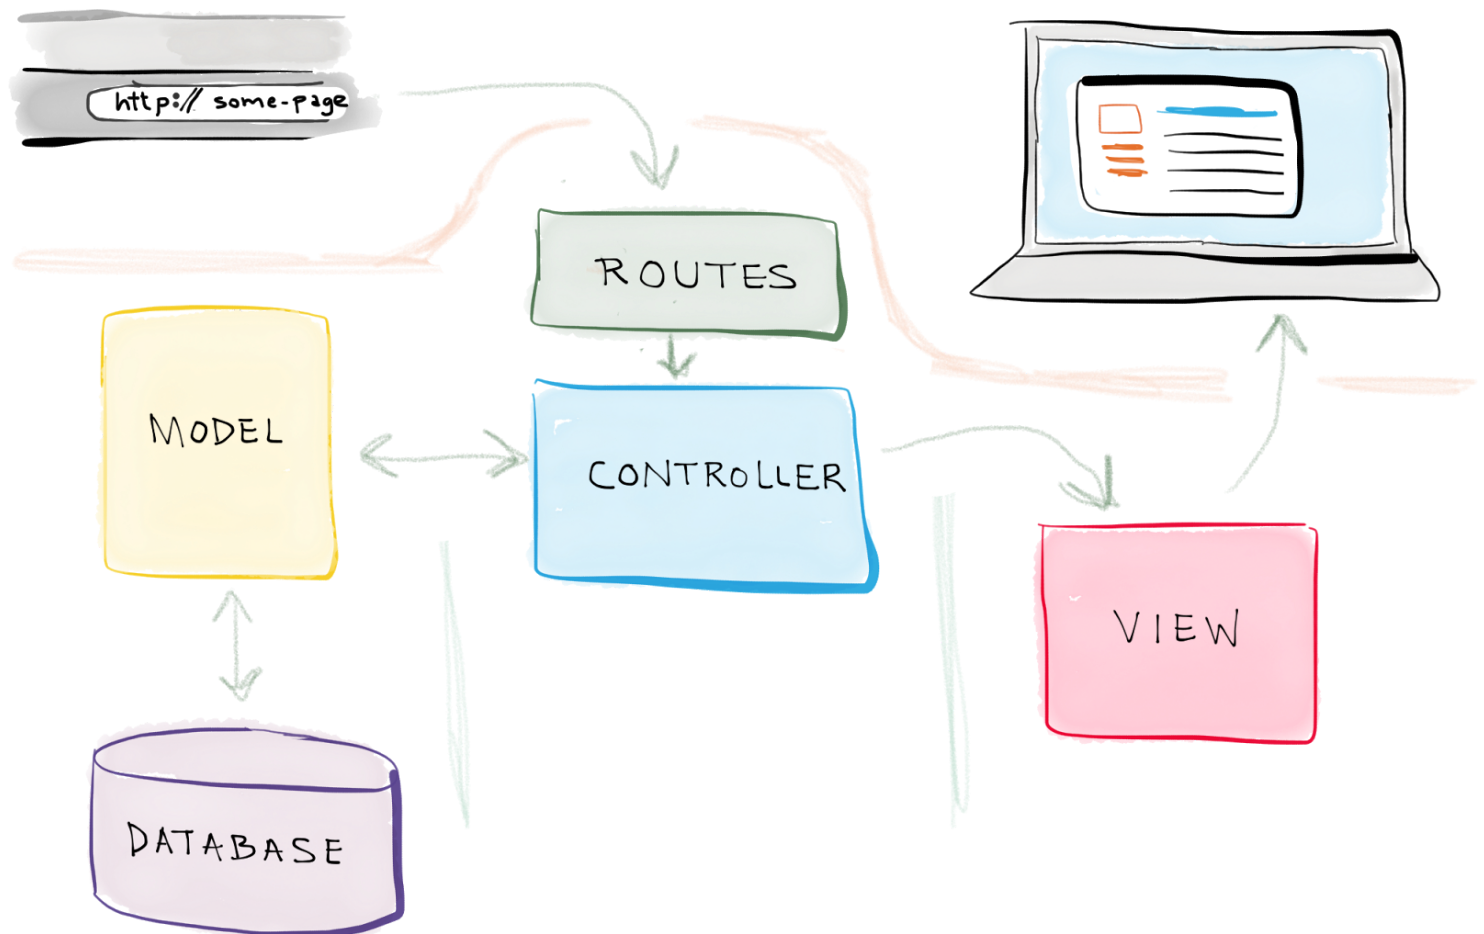 http:// some-page
ROUTES
MODEL
CONTROLLER
VIEW
DATABASE